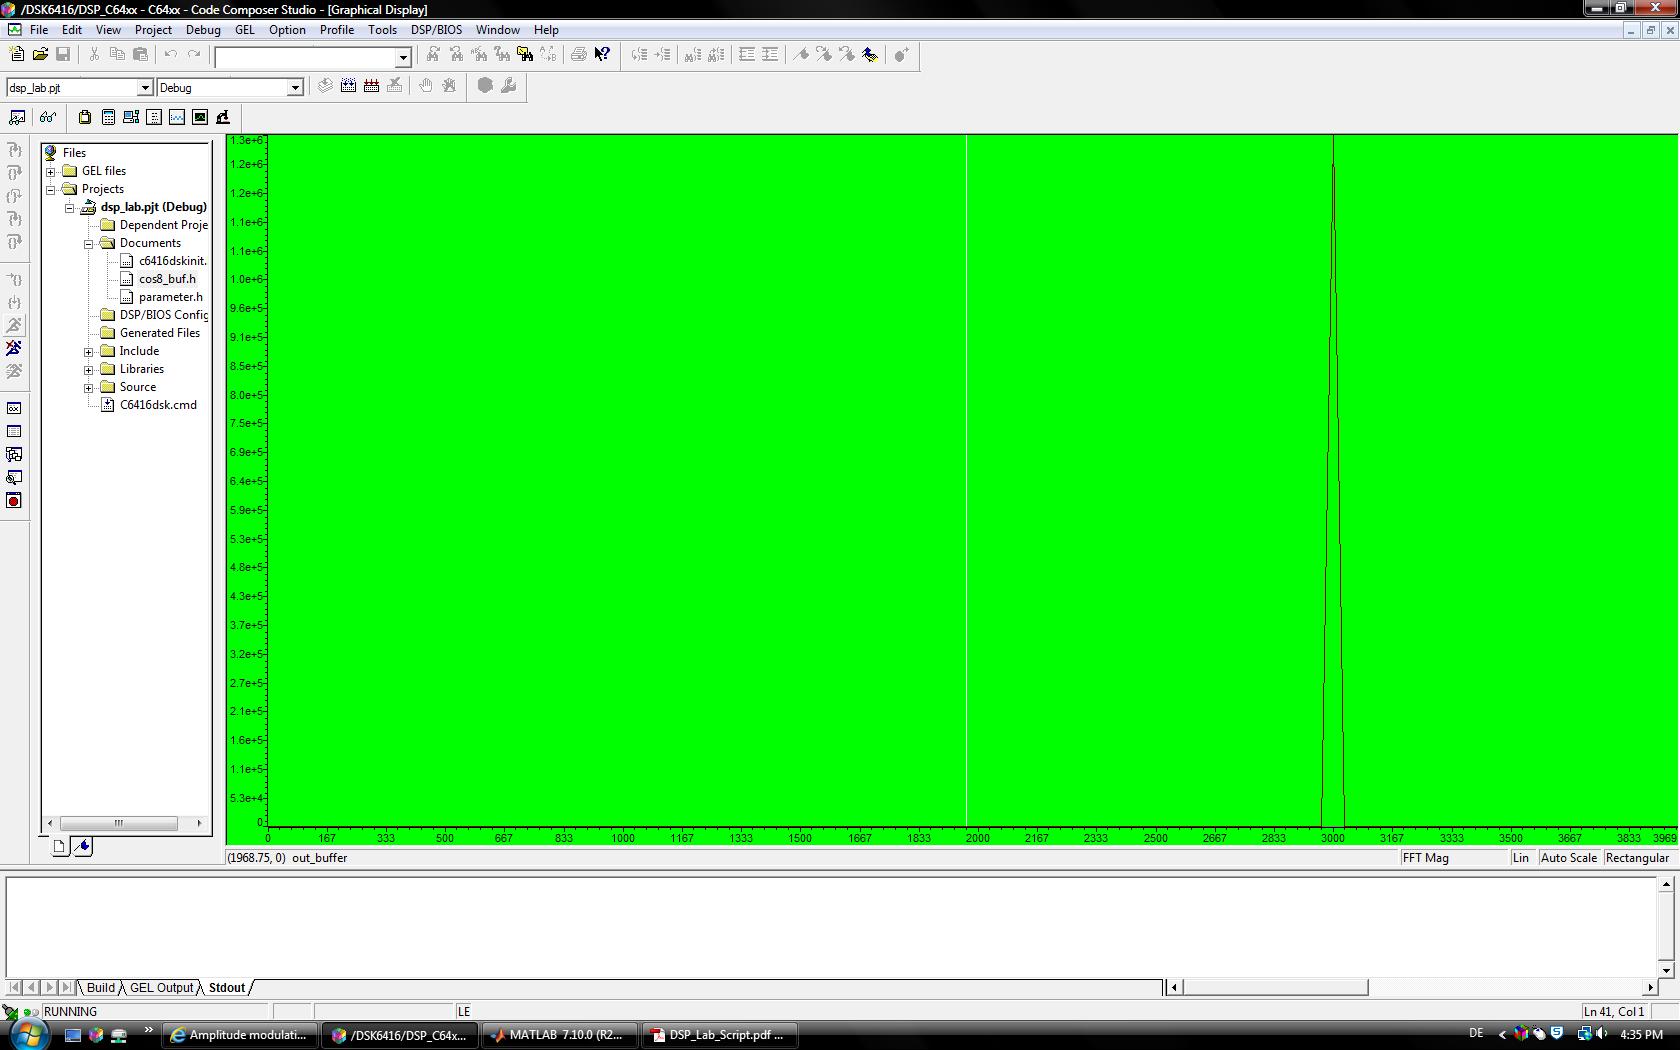 /DSK6416/DSP_C64xx - C64xx - Code Composer Studio - [Graphical Display]
File Edit View Project Debug GEL Option Profile Tools DSP/BIOS Window Help
dsp_lab.pjt Debug
Files
GEL files
Projects
dsp_lab.pjt (Debug)
Dependent Proje
Documents
c6416dskinit.
cos8_buf.h
parameter.h
DSP/BIOS Config
Generated Files
Include
Libraries
Source
C6416dsk.cmd
1.3e+6
1.2e+6
1.2e+6
1.1e+6
1.1e+6
1.0e+6
9.6e+5
9.1e+5
8.5e+5
8.0e+5
7.5e+5
6.9e+5
6.4e+5
5.9e+5
5.3e+5
4.8e+5
4.3e+5
3.7e+5
3.2e+5
2.7e+5
2.1e+5
1.6e+5
1.1e+5
5.3e+4
0
0 167 333 500 667 833 1000 1167 1333 1500 1667 1833 2000 2167 2333 2500 2667 2833 3000 3167 3333 3500 3667 3833 3969
(1968.75, 0) out_buffer FFT Mag Lin Auto Scale Rectangular
Build GEL Output Stdout
RUNNING LE Ln 41, Col 1
Amplitude modulati... /DSK6416/DSP_C64x... MATLAB 7.10.0 (R2... DSP_Lab_Script.pdf ... DE 4:35 PM